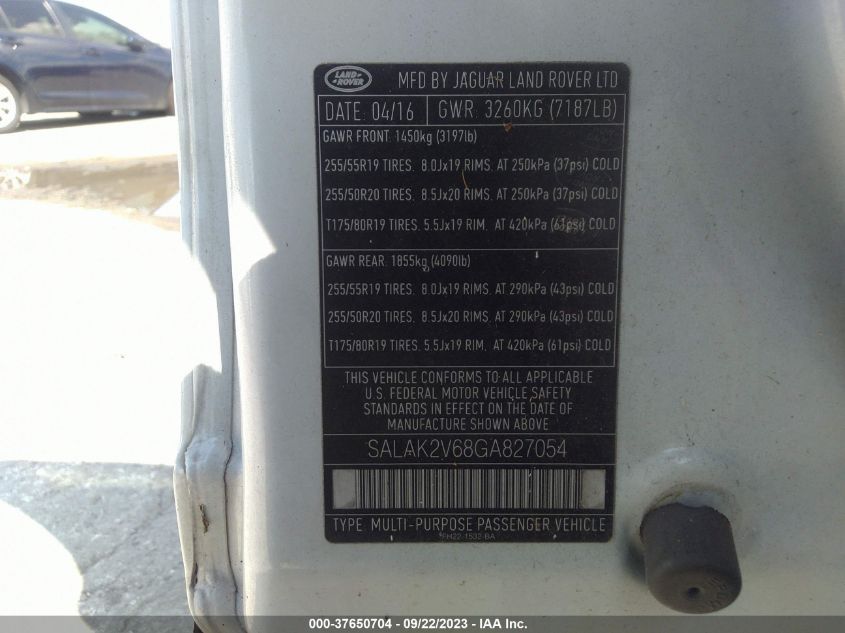 LAND ROVER
MFD BY JAGUAR LAND ROVER LTD
DATE: 04/16 GWR: 3260KG (7187LB)
GAWR FRONT: 1450kg (3197lb)
255/55R19 TIRES. 8.0Jx19 RIMS. AT 250kPa (37psi) COLD
255/50R20 TIRES. 8.5Jx20 RIMS. AT 250kPa (37psi) COLD
T175/80R19 TIRES. 5.5Jx19 RIM. AT 420kPa (61psi) COLD
GAWR REAR: 1855kg (4090lb)
255/55R19 TIRES. 8.0Jx19 RIMS. AT 290kPa (43psi) COLD
255/50R20 TIRES. 8.5Jx20 RIMS. AT 290kPa (43psi) COLD
T175/80R19 TIRES. 5.5Jx19 RIM. AT 420kPa (61psi) COLD
THIS VEHICLE CONFORMS TO ALL APPLICABLE
U.S. FEDERAL MOTOR VEHICLE SAFETY
STANDARDS IN EFFECT ON THE DATE OF
MANUFACTURE SHOWN ABOVE
SALAK2V68GA827054
TYPE: MULTI-PURPOSE PASSENGER VEHICLE
FH22-1532-BA
000-37650704 - 09/22/2023 - IAA Inc.